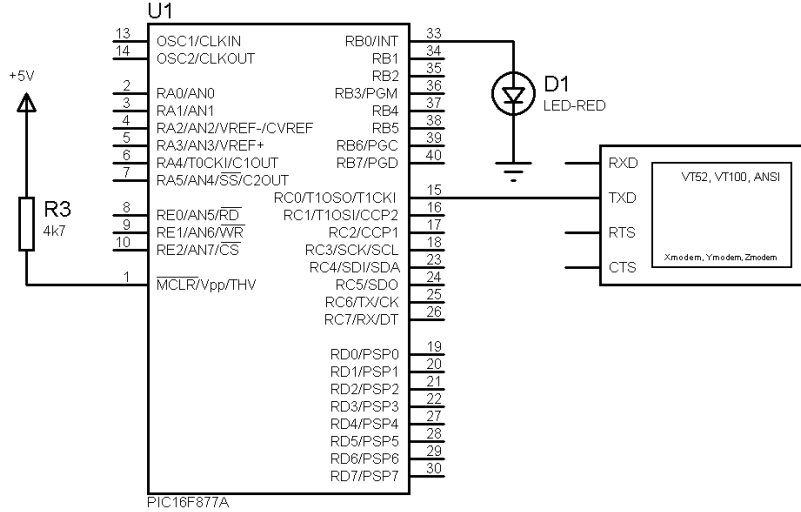 U1
13 OSC1/CLKIN RB0/INT 33
14 OSC2/CLKOUT RB1 34
RB2 35
2 RA0/AN0 RB3/PGM 36
3 RA1/AN1 RB4 37
4 RA2/AN2/VREF-/CVREF RB5 38
5 RA3/AN3/VREF+ RB6/PGC 39
6 RA4/T0CKI/C1OUT RB7/PGD 40
7 RA5/AN4/SS/C2OUT
RC0/T1OSO/T1CKI 15
8 RE0/AN5/RD RC1/T1OSI/CCP2 16
9 RE1/AN6/WR RC2/CCP1 17
10 RE2/AN7/CS RC3/SCK/SCL 18
RC4/SDI/SDA 23
1 MCLR/Vpp/THV RC5/SDO 24
RC6/TX/CK 25
RC7/RX/DT 26
RD0/PSP0 19
RD1/PSP1 20
RD2/PSP2 21
RD3/PSP3 22
RD4/PSP4 27
RD5/PSP5 28
RD6/PSP6 29
RD7/PSP7 30
PIC16F877A
+5V
R3
4k7
D1
LED-RED
RXD
TXD
RTS
CTS
VT52, VT100, ANSI
Xmodem, Ymodem, Zmodem